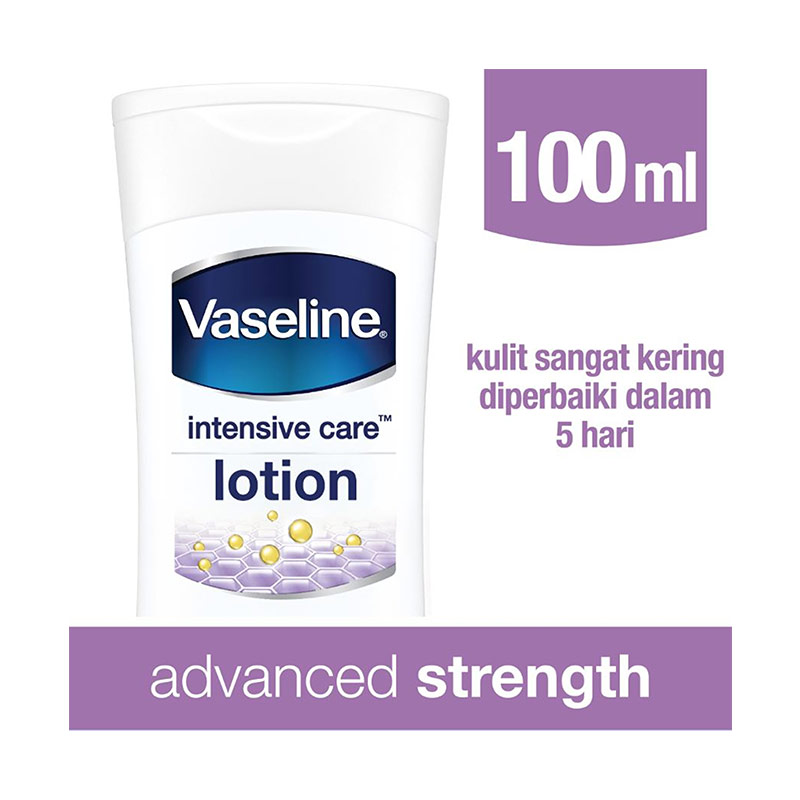 100 ml
Vaseline®
intensive care™
lotion
kulit sangat kering
diperbaiki dalam
5 hari
advanced strength